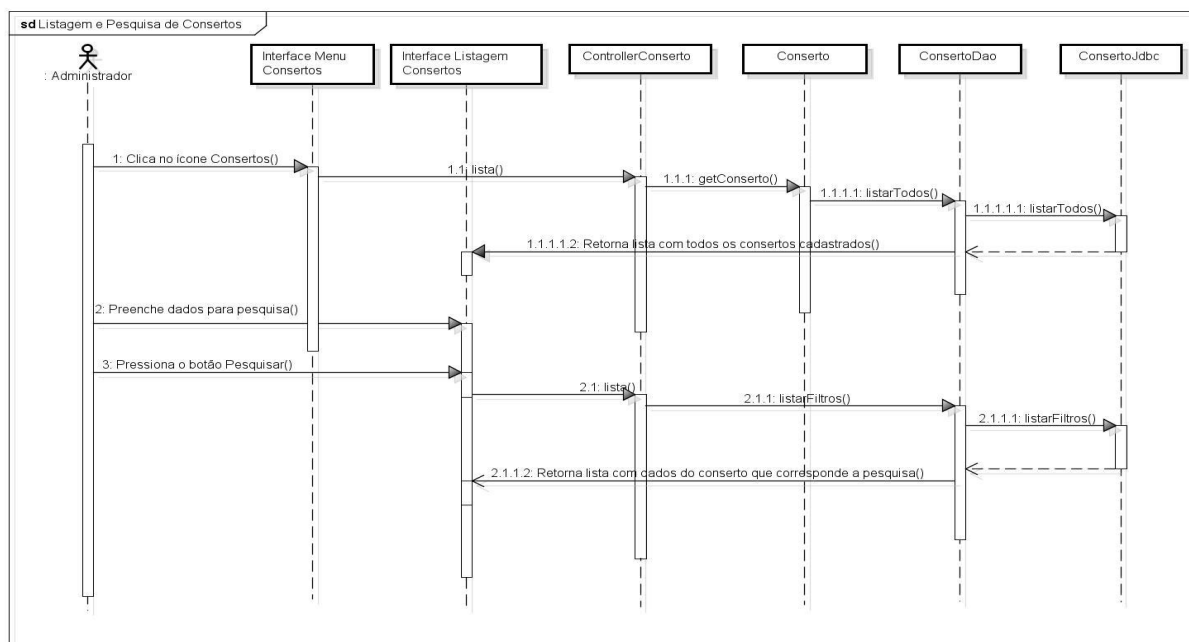 sd Listagem e Pesquisa de Consertos
: Administrador
Interface Menu
Consertos
Interface Listagem
Consertos
ControllerConserto
Conserto
ConsertoDao
ConsertoJdbc
1: Clica no ícone Consertos()
1.1: lista()
1.1.1: getConserto()
1.1.1.1: listarTodos()
1.1.1.1.1: listarTodos()
1.1.1.1.2: Retorna lista com todos os consertos cadastrados()
2: Preenche dados para pesquisa()
3: Pressiona o botão Pesquisar()
2.1: lista()
2.1.1: listarFiltros()
2.1.1.1: listarFiltros()
2.1.1.2: Retorna lista com dados do conserto que corresponde a pesquisa()